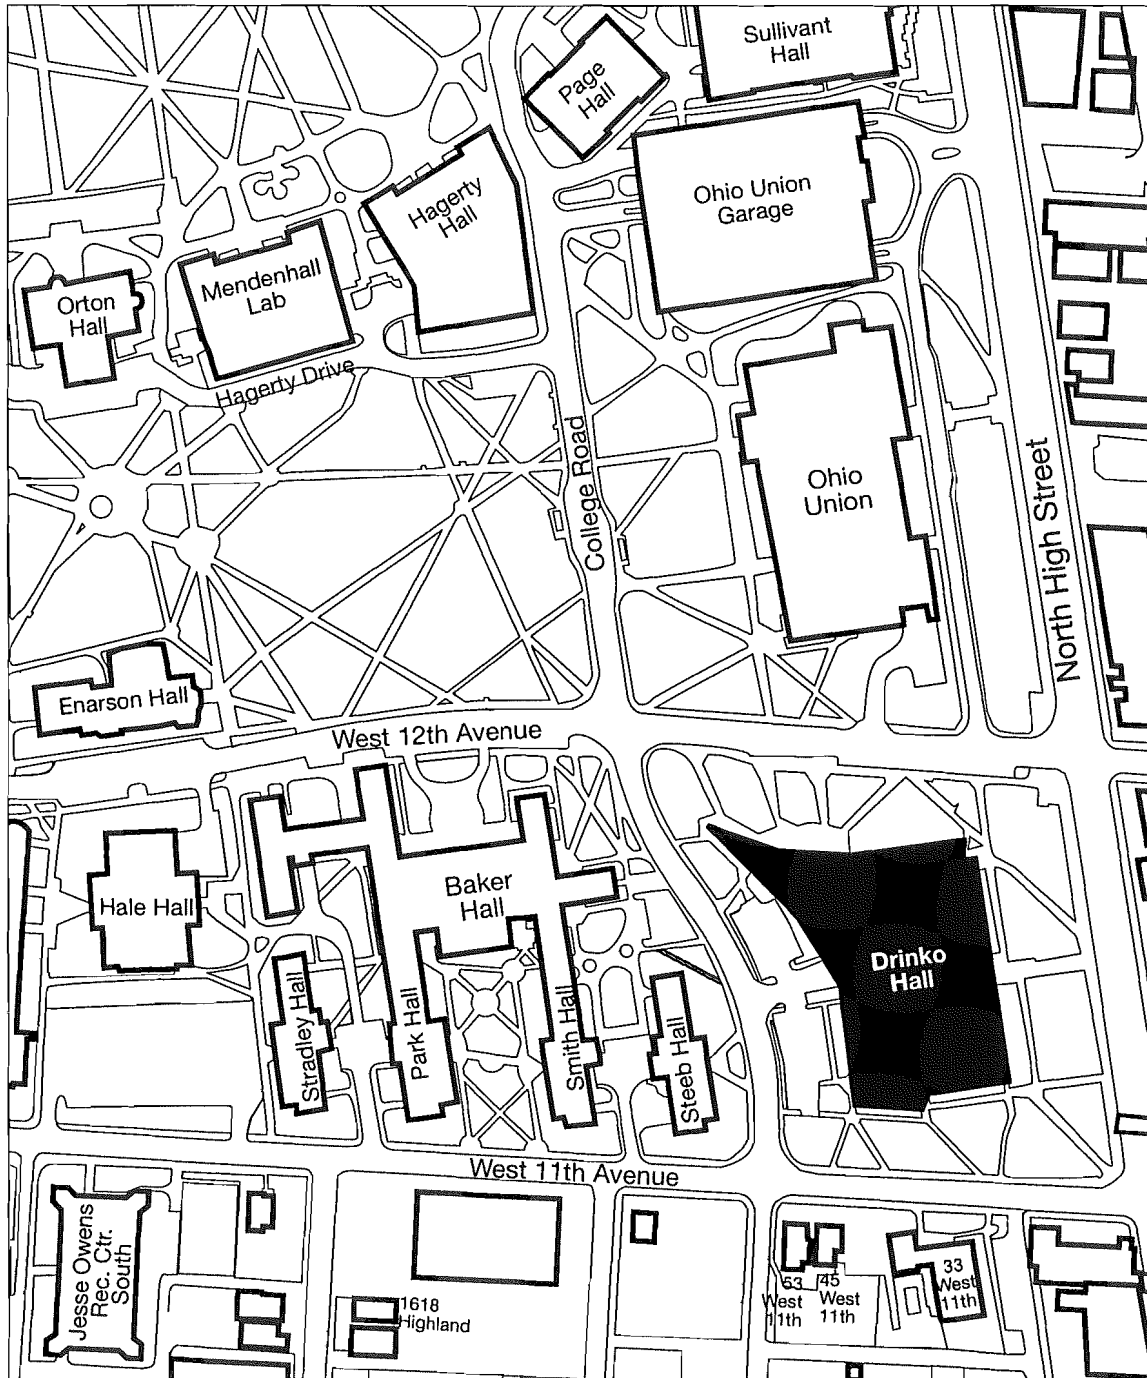 Sullivant
Hall
Page
Hall
Ohio Union
Garage
Hagerty
Hall
Mendenhall
Lab
Orton
Hall
Hagerty Drive
College Road
Ohio
Union
North High Street
Enarson Hall
West 12th Avenue
Hale Hall
Baker
Hall
Drinko
Hall
Stradley Hall
Park Hall
Smith Hall
Steeb Hall
West 11th Avenue
Jesse Owens
Rec. Ctr.
South
1618
Highland
53
West
11th
45
West
11th
33
West
11th